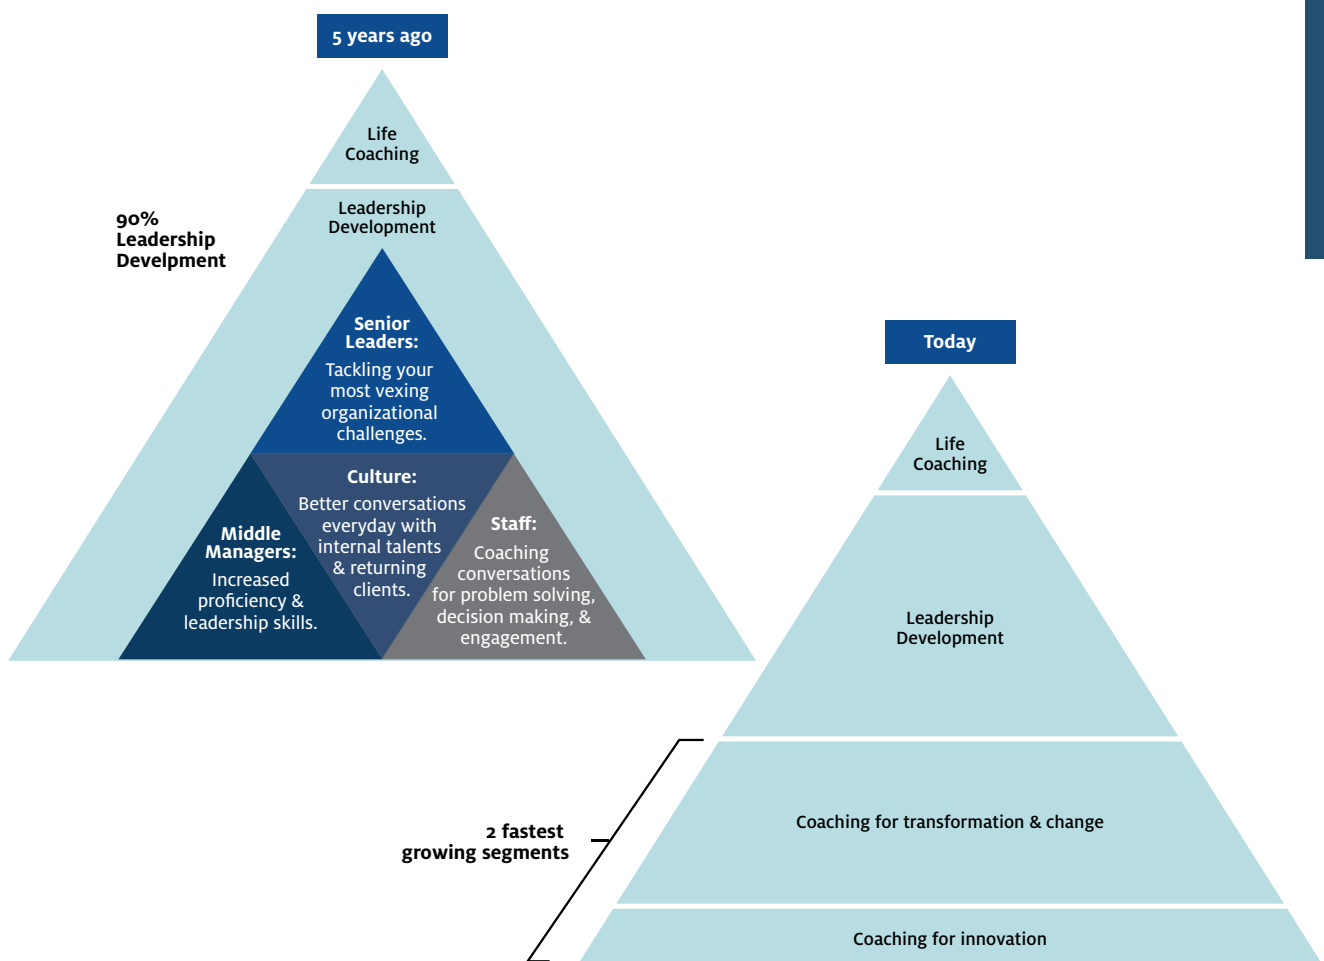 5 years ago
Life
Coaching
Leadership
Development
90%
Leadership
Develpment
Senior
Leaders:
Tackling your
most vexing
organizational
challenges.
Culture:
Better conversations
everyday with
internal talents
& returning
clients.
Middle
Managers:
Increased
proficiency &
leadership skills.
Staff:
Coaching
conversations
for problem solving,
decision making, &
engagement.
Today
Life
Coaching
Leadership
Development
Coaching for transformation & change
2 fastest
growing segments
Coaching for innovation